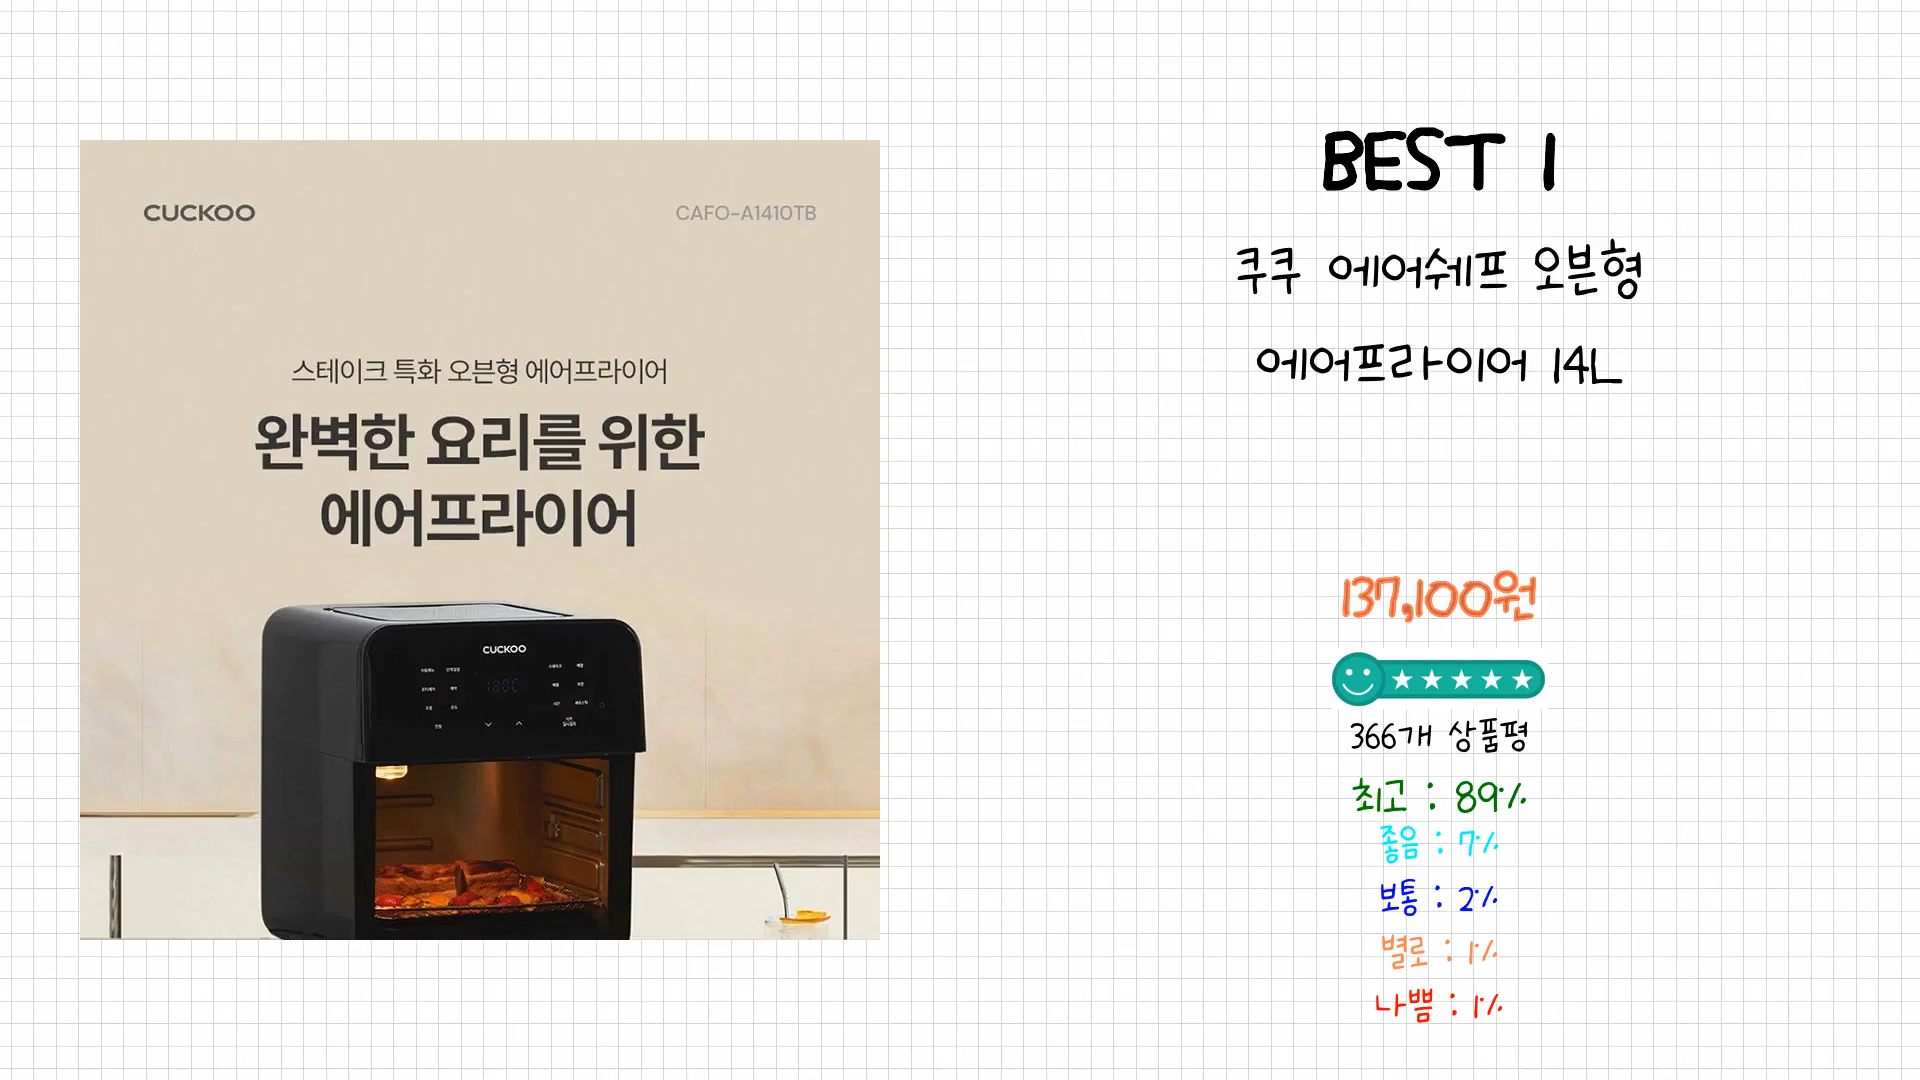 CUCKOO
CAFO-A1410TB
스테이크 특화 오븐형 에어프라이어
완벽한 요리를 위한
에어프라이어
CUCKOO
BEST 1
쿠쿠 에어쉐프 오븐형
에어프라이어 14L
137,100원
366개 상품평
최고 : 89%
좋음 : 7%
보통 : 2%
별로 : 1%
나쁨 : 1%